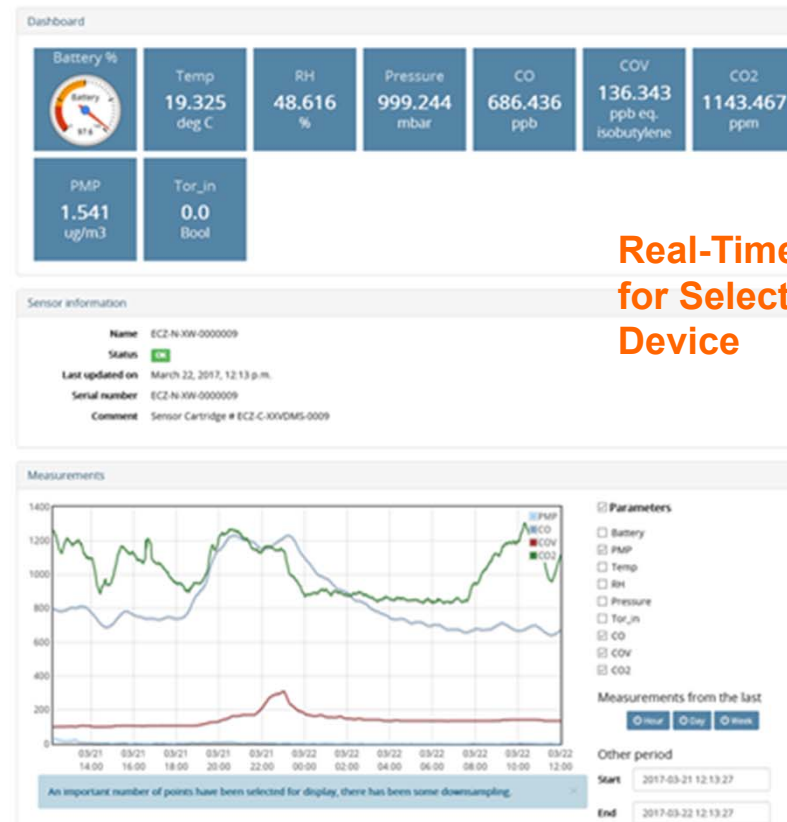 Dashboard
Battery %
Battery
97.6
Temp
19.325
deg C
RH
48.616
%
Pressure
999.244
mbar
CO
686.436
ppb
COV
136.343
ppb eq.
isobutylene
CO2
1143.467
ppm
PMP
1.541
ug/m3
Tor_in
0.0
Bool
Real-Time
for Select
Device
Sensor information
Name ECZ-N-XW-0000009
Status OK
Last updated on March 22, 2017, 12:13 p.m.
Serial number ECZ-N-XW-0000009
Comment Sensor Cartridge # ECZ-C-XXVDMS-0009
Measurements
1400
1200
1000
800
600
400
200
0
PMP
CO
COV
CO2
03/21 03/21 03/21 03/21 03/21 03/22 03/22 03/22 03/22 03/22 03/22 03/22
14:00 16:00 18:00 20:00 22:00 00:00 02:00 04:00 06:00 08:00 10:00 12:00
An important number of points have been selected for display, there has been some downsampling. ×
Parameters
Battery
PMP
Temp
RH
Pressure
Tor_in
CO
COV
CO2
Measurements from the last
Hour Day Week
Other period
Start 2017-03-21 12:13:27
End 2017-03-22 12:13:27